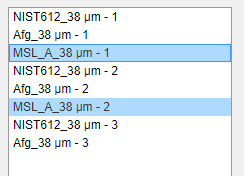 NIST612_38 µm - 1
Afg_38 µm - 1
MSL_A_38 µm - 1
NIST612_38 µm - 2
Afg_38 µm - 2
MSL_A_38 µm - 2
NIST612_38 µm - 3
Afg_38 µm - 3